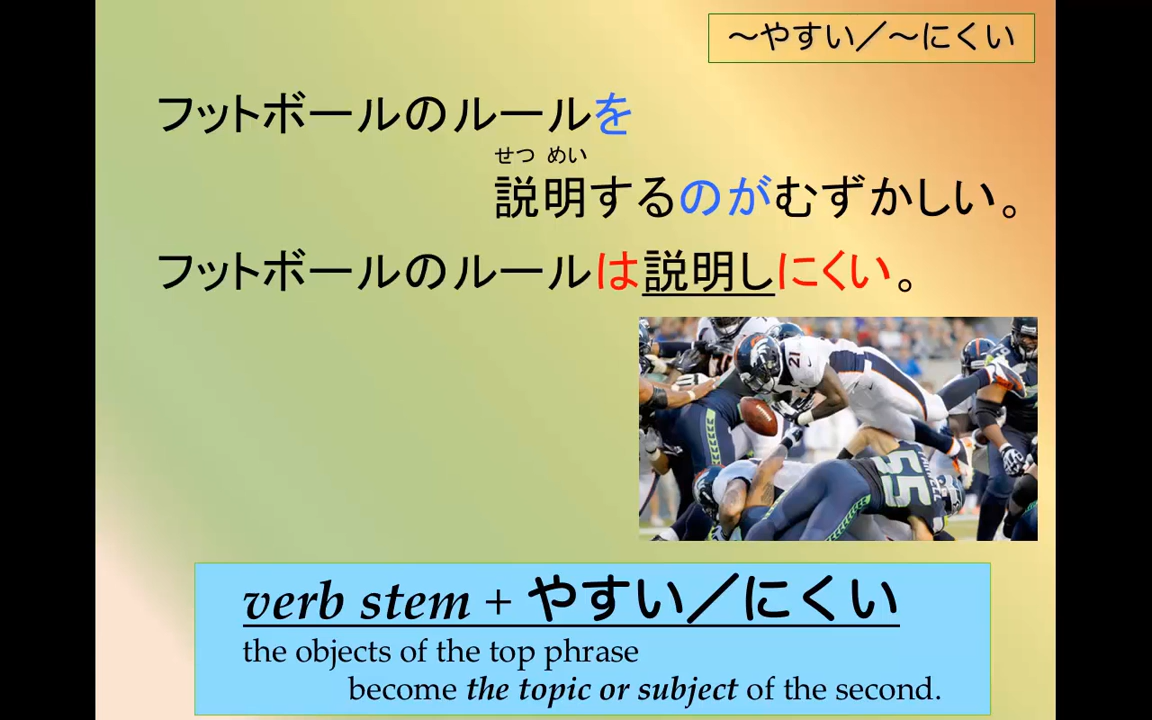 ～やすい／～にくい
フットボールのルールを
せつ めい
説明するのがむずかしい。
フットボールのルールは説明しにくい。
21
55
verb stem + やすい／にくい
the objects of the top phrase
become the topic or subject of the second.